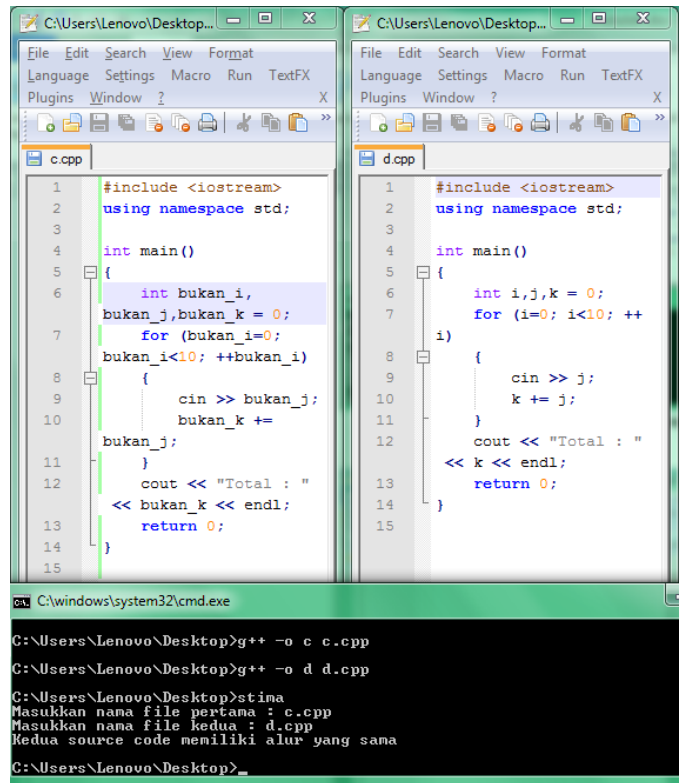 C:\Users\Lenovo\Desktop...
File Edit Search View Format
Language Settings Macro Run TextFX
Plugins Window ? X
c.cpp
1 #include <iostream>
2 using namespace std;
3
4 int main()
5 {
6 int bukan_i,
bukan_j,bukan_k = 0;
7 for (bukan_i=0;
bukan_i<10; ++bukan_i)
8 {
9 cin >> bukan_j;
10 bukan_k +=
bukan_j;
11 }
12 cout << "Total : "
<< bukan_k << endl;
13 return 0;
14 }
15
C:\Users\Lenovo\Desktop...
File Edit Search View Format
Language Settings Macro Run TextFX
Plugins Window ? X
d.cpp
1 #include <iostream>
2 using namespace std;
3
4 int main()
5 {
6 int i,j,k = 0;
7 for (i=0; i<10; ++
i)
8 {
9 cin >> j;
10 k += j;
11 }
12 cout << "Total : "
<< k << endl;
13 return 0;
14 }
15
C:\windows\system32\cmd.exe
C:\Users\Lenovo\Desktop>g++ -o c c.cpp
C:\Users\Lenovo\Desktop>g++ -o d d.cpp
C:\Users\Lenovo\Desktop>stima
Masukkan nama file pertama : c.cpp
Masukkan nama file kedua : d.cpp
Kedua source code memiliki alur yang sama
C:\Users\Lenovo\Desktop>_